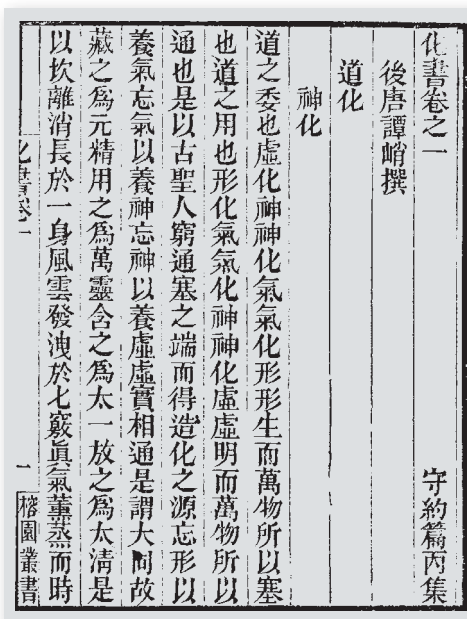 化書卷之一 守約篇丙集
後唐譚峭撰
道化
神化
道之委也虛化神神化氣氣化形形生而萬物所以塞
也道之用也形化氣氣化神神化虛虛明而萬物所以
通也是以古聖人窮通塞之端而得造化之源忘形以
養氣忘氣以養神忘神以養虛虛實相通是謂大同故
藏之爲元精用之爲萬靈含之爲太一放之爲太清是
以坎離消長於一身風雲發洩於七竅眞氣薰蒸而時
化書卷一 一 榕園叢書